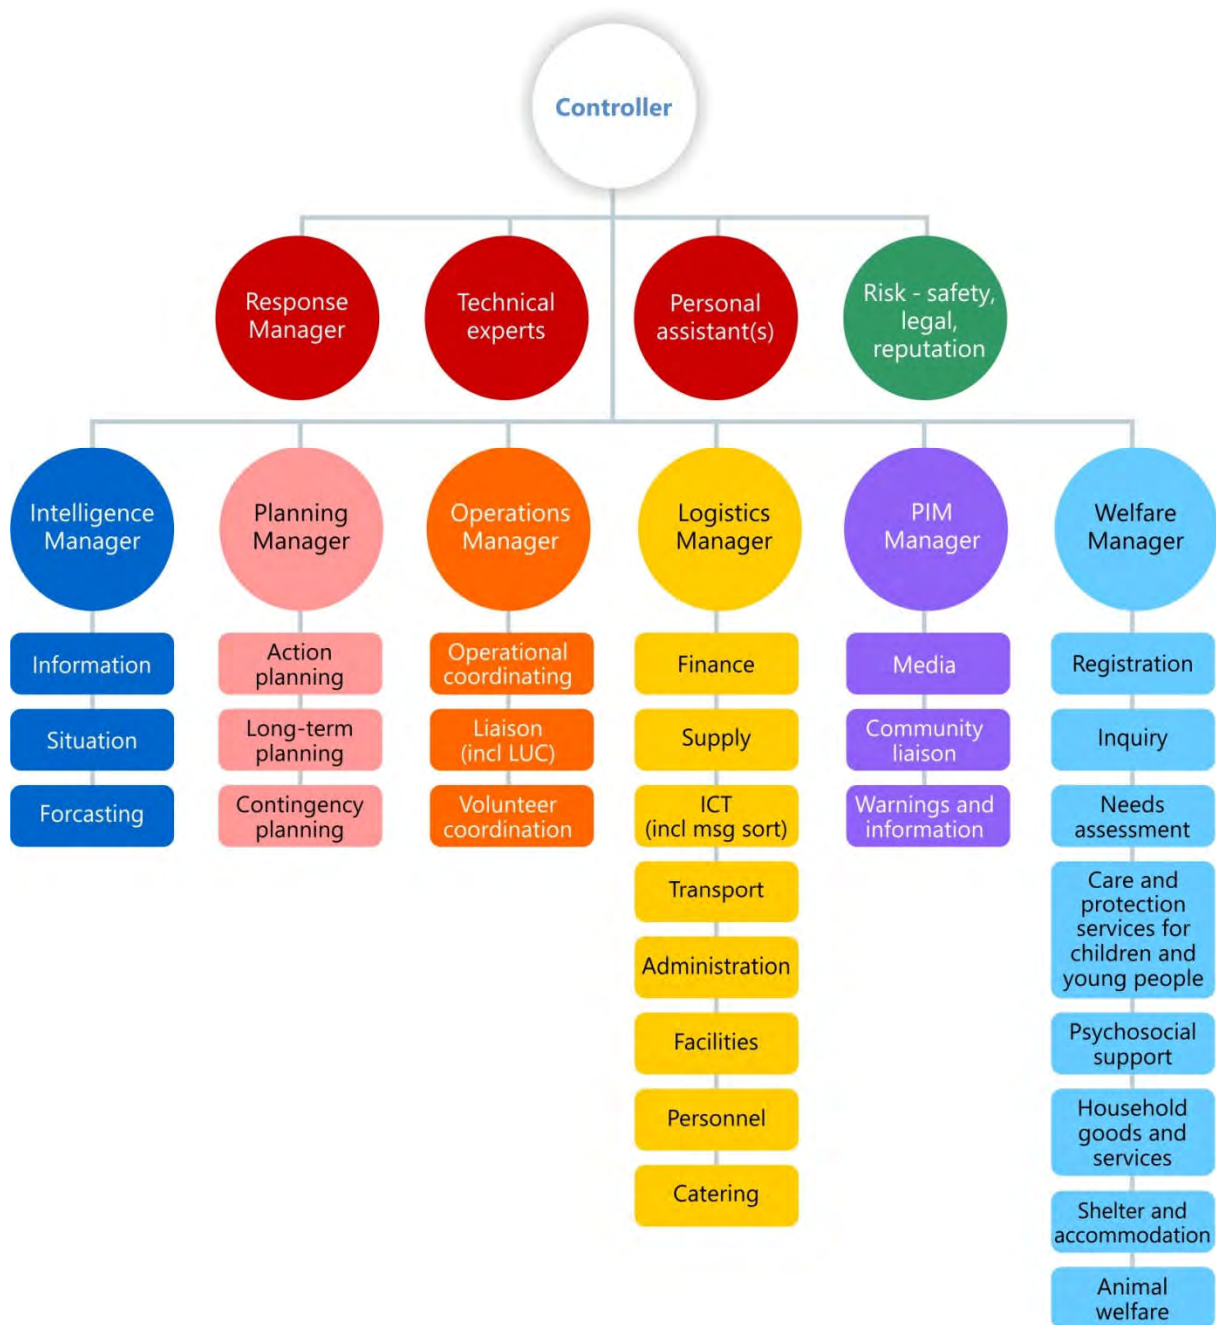 Controller
Response
Manager
Technical
experts
Personal
assistant(s)
Risk - safety,
legal,
reputation
Intelligence
Manager
Planning
Manager
Operations
Manager
Logistics
Manager
PIM
Manager
Welfare
Manager
Information
Situation
Forcasting
Action
planning
Long-term
planning
Contingency
planning
Operational
coordinating
Liaison
(incl LUC)
Volunteer
coordination
Finance
Supply
ICT
(incl msg sort)
Transport
Administration
Facilities
Personnel
Catering
Media
Community
liaison
Warnings and
information
Registration
Inquiry
Needs
assessment
Care and
protection
services for
children and
young people
Psychosocial
support
Household
goods and
services
Shelter and
accommodation
Animal
welfare